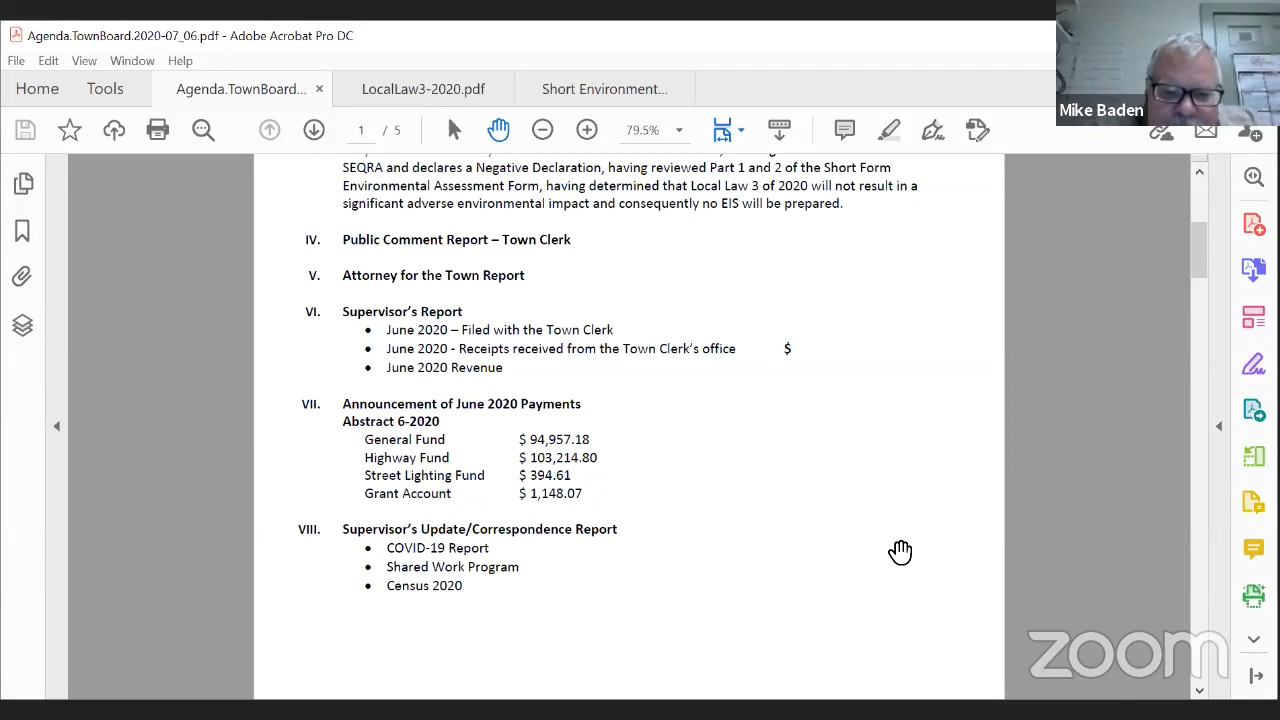 Agenda.TownBoard.2020-07_06.pdf - Adobe Acrobat Pro DC
File Edit View Window Help
Home Tools Agenda.TownBoard... × LocalLaw3-2020.pdf Short Environment...
1 / 5 79.5%
Mike Baden
SEQRA and declares a Negative Declaration, having reviewed Part 1 and 2 of the Short Form
Environmental Assessment Form, having determined that Local Law 3 of 2020 will not result in a
significant adverse environmental impact and consequently no EIS will be prepared.
IV. Public Comment Report – Town Clerk
V. Attorney for the Town Report
VI. Supervisor's Report
• June 2020 – Filed with the Town Clerk
• June 2020 - Receipts received from the Town Clerk's office $
• June 2020 Revenue
VII. Announcement of June 2020 Payments
Abstract 6-2020
General Fund $ 94,957.18
Highway Fund $ 103,214.80
Street Lighting Fund $ 394.61
Grant Account $ 1,148.07
VIII. Supervisor's Update/Correspondence Report
• COVID-19 Report
• Shared Work Program
• Census 2020
zoom